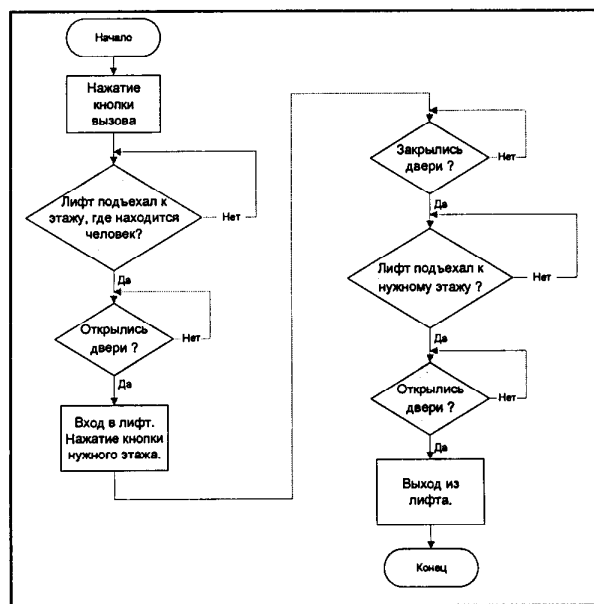 Начало
Нажатие
кнопки
вызова
Лифт подъехал к
этажу, где находится
человек?
Нет
Да
Открылись
двери ?
Нет
Да
Вход в лифт.
Нажатие кнопки
нужного этажа.
Закрылись
двери ?
Нет
Да
Лифт подъехал к
нужному этажу ?
Нет
Да
Открылись
двери ?
Нет
Да
Выход из
лифта.
Конец